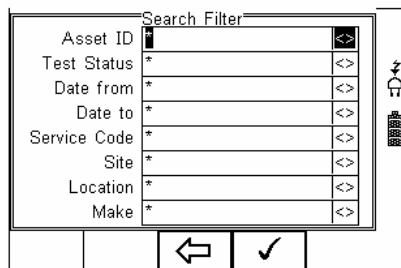 Search Filter
Asset ID * <>
Test Status * <>
Date from * <>
Date to * <>
Service Code * <>
Site * <>
Location * <>
Make * <>